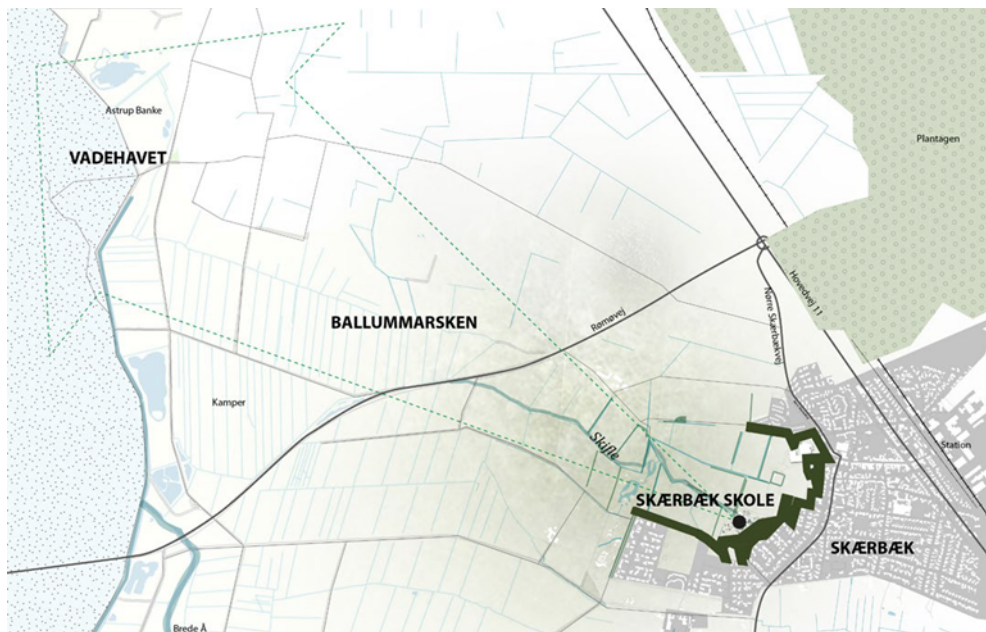 Astrup Banke
VADEHAVET
Plantagen
BALLUMMARSKEN
Rømøvej
Hovedvej 11
Nørre Skærbækvej
Kamper
Skifle
Station
SKÆRBÆK SKOLE
SKÆRBÆK
Brede Å